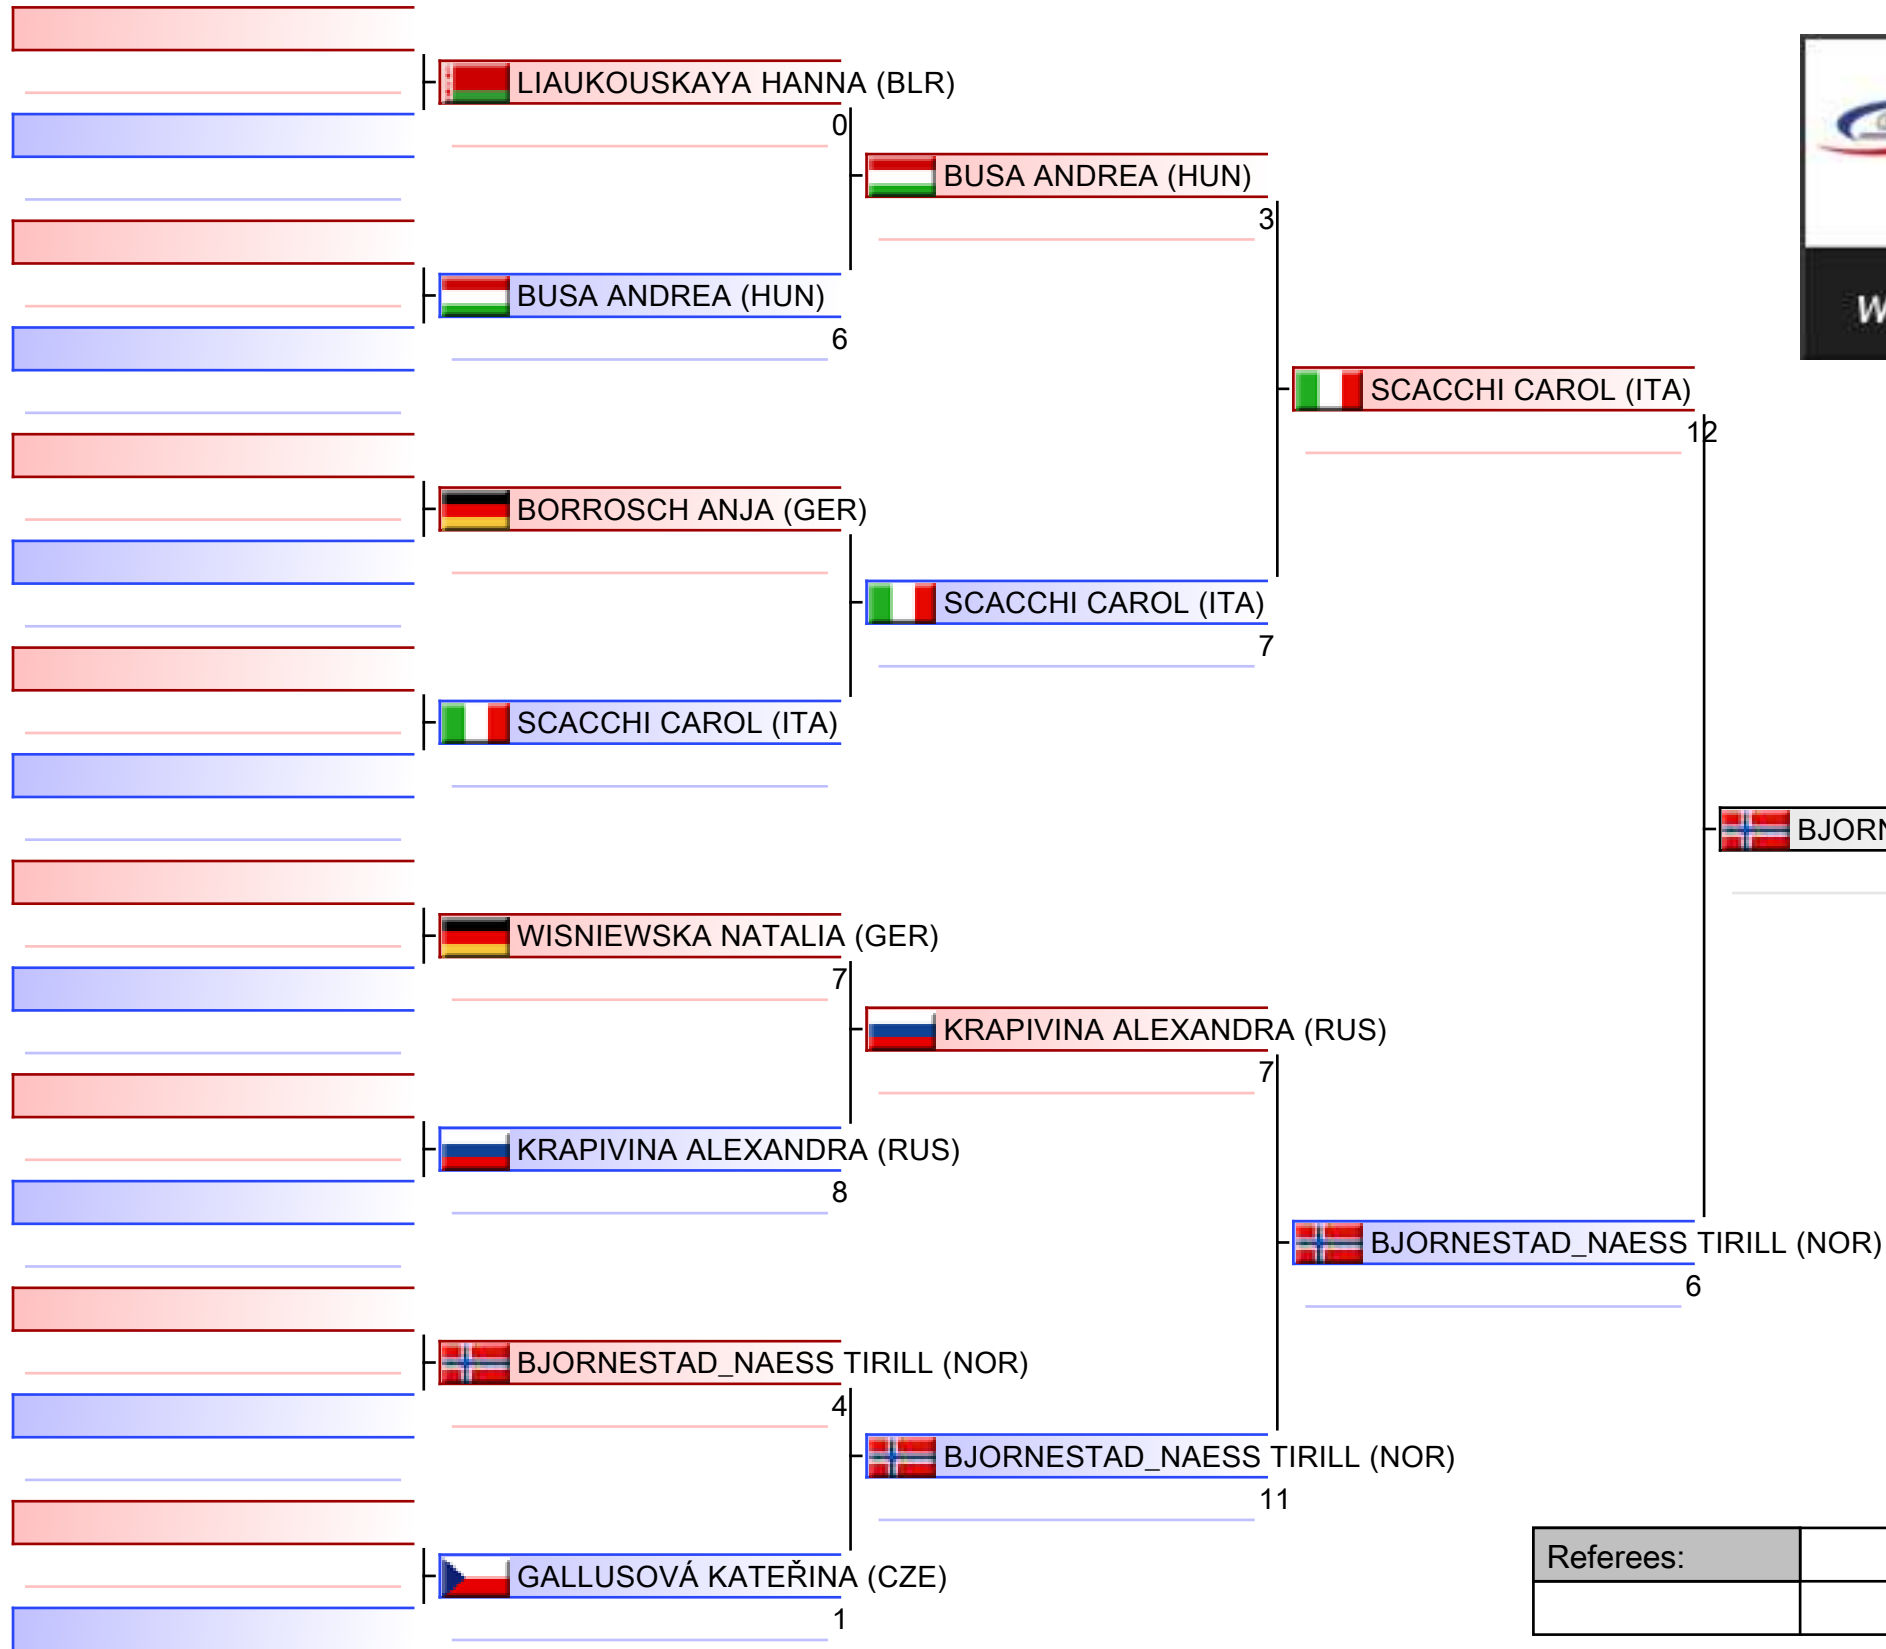 LIAUKOUSKAYA HANNA (BLR)
0
BUSA ANDREA (HUN)
3
BUSA ANDREA (HUN)
6
SCACCHI CAROL (ITA)
12
BORROSCH ANJA (GER)
SCACCHI CAROL (ITA)
7
SCACCHI CAROL (ITA)
BJORN
WISNIEWSKA NATALIA (GER)
7
KRAPIVINA ALEXANDRA (RUS)
7
KRAPIVINA ALEXANDRA (RUS)
8
BJORNESTAD_NAESS TIRILL (NOR)
6
BJORNESTAD_NAESS TIRILL (NOR)
4
BJORNESTAD_NAESS TIRILL (NOR)
11
GALLUSOVÁ KATEŘINA (CZE)
1
Referees: